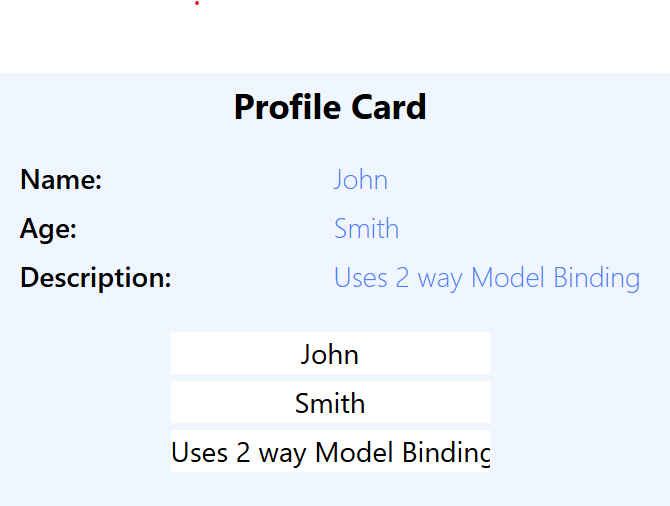 Profile Card
Name: John
Age: Smith
Description: Uses 2 way Model Binding
John
Smith
Uses 2 way Model Binding